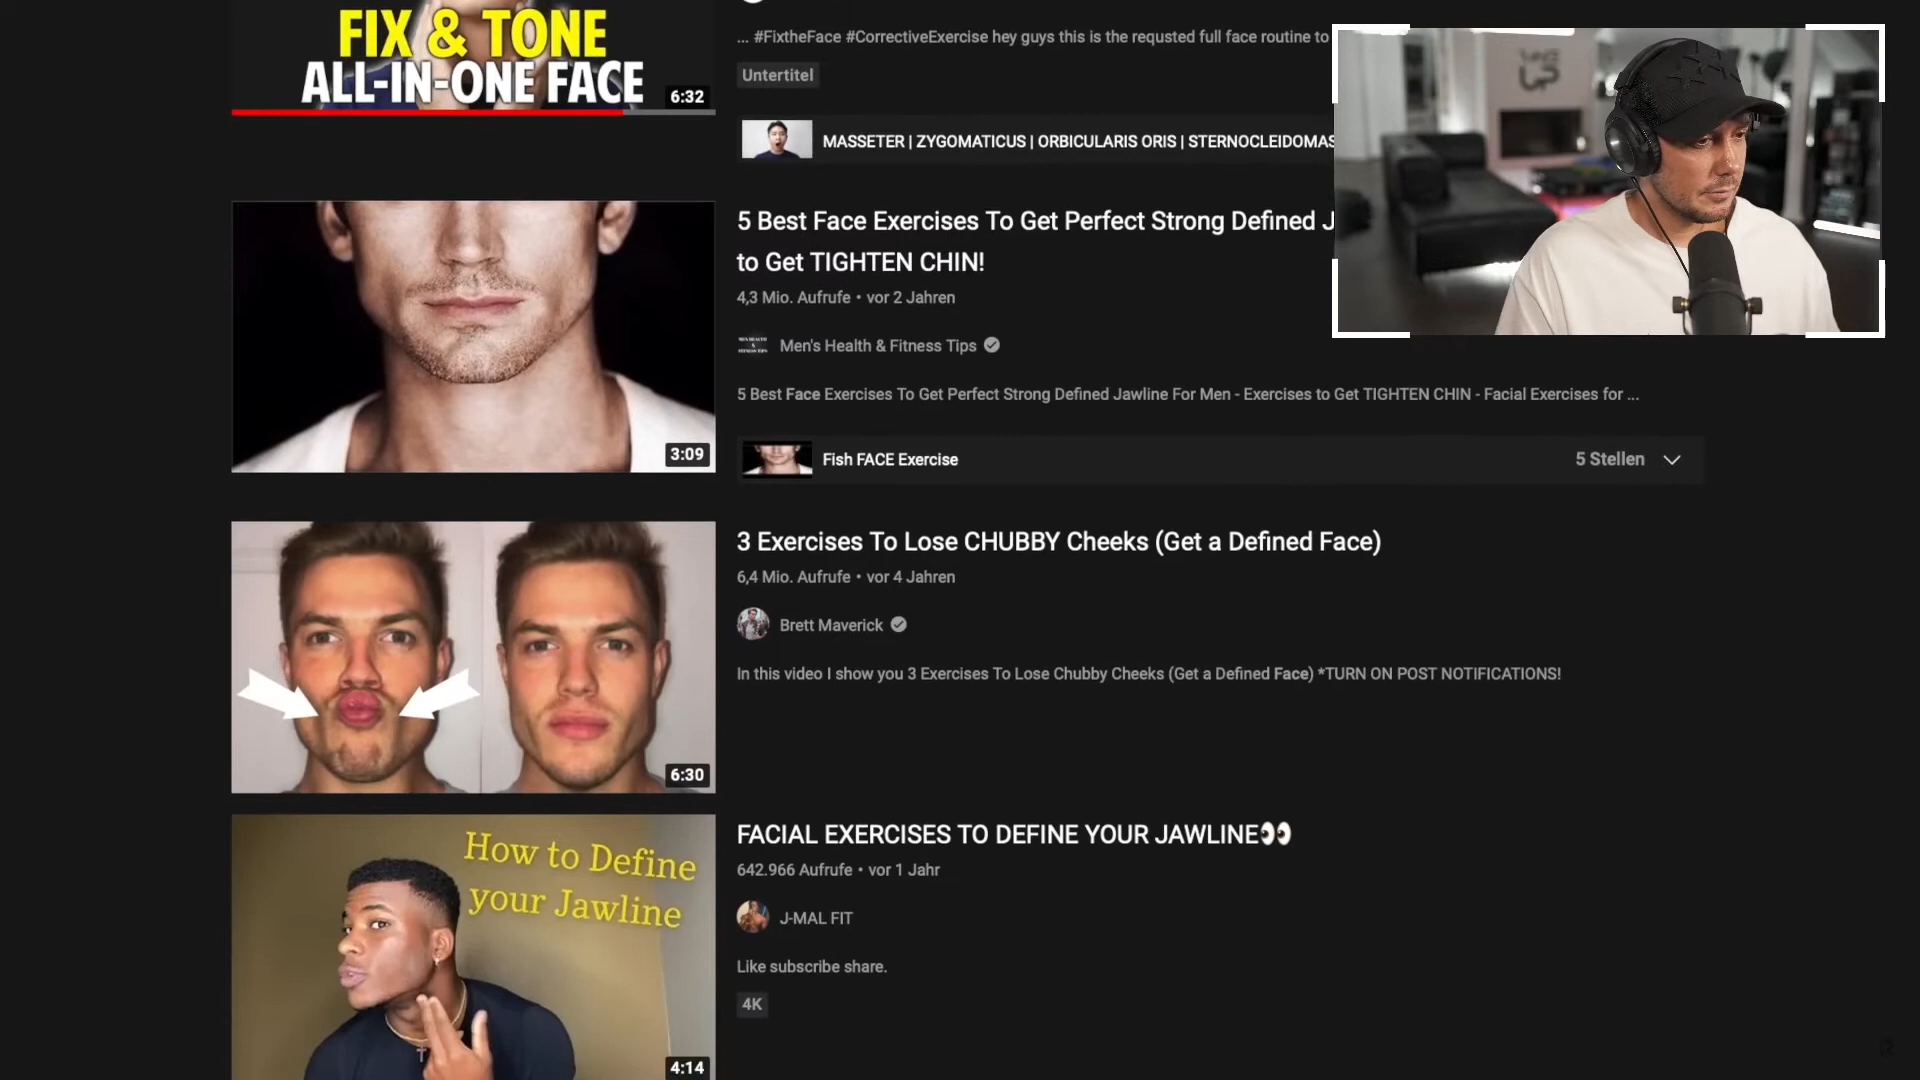 FIX & TONE
ALL-IN-ONE FACE
6:32
... #FixtheFace #CorrectiveExercise hey guys this is the requsted full face routine to
Untertitel
MASSETER | ZYGOMATICUS | ORBICULARIS ORIS | STERNOCLEIDOMAS
UP
5 Best Face Exercises To Get Perfect Strong Defined J
to Get TIGHTEN CHIN!
4,3 Mio. Aufrufe • vor 2 Jahren
MEN HEALTH
&
FITNESS TIPS
Men's Health & Fitness Tips
5 Best Face Exercises To Get Perfect Strong Defined Jawline For Men - Exercises to Get TIGHTEN CHIN - Facial Exercises for ...
3:09
Fish FACE Exercise
5 Stellen
3 Exercises To Lose CHUBBY Cheeks (Get a Defined Face)
6,4 Mio. Aufrufe • vor 4 Jahren
Brett Maverick
In this video I show you 3 Exercises To Lose Chubby Cheeks (Get a Defined Face) *TURN ON POST NOTIFICATIONS!
6:30
How to Define
your Jawline
4:14
FACIAL EXERCISES TO DEFINE YOUR JAWLINE👀
642.966 Aufrufe • vor 1 Jahr
J-MAL FIT
Like subscribe share.
4K